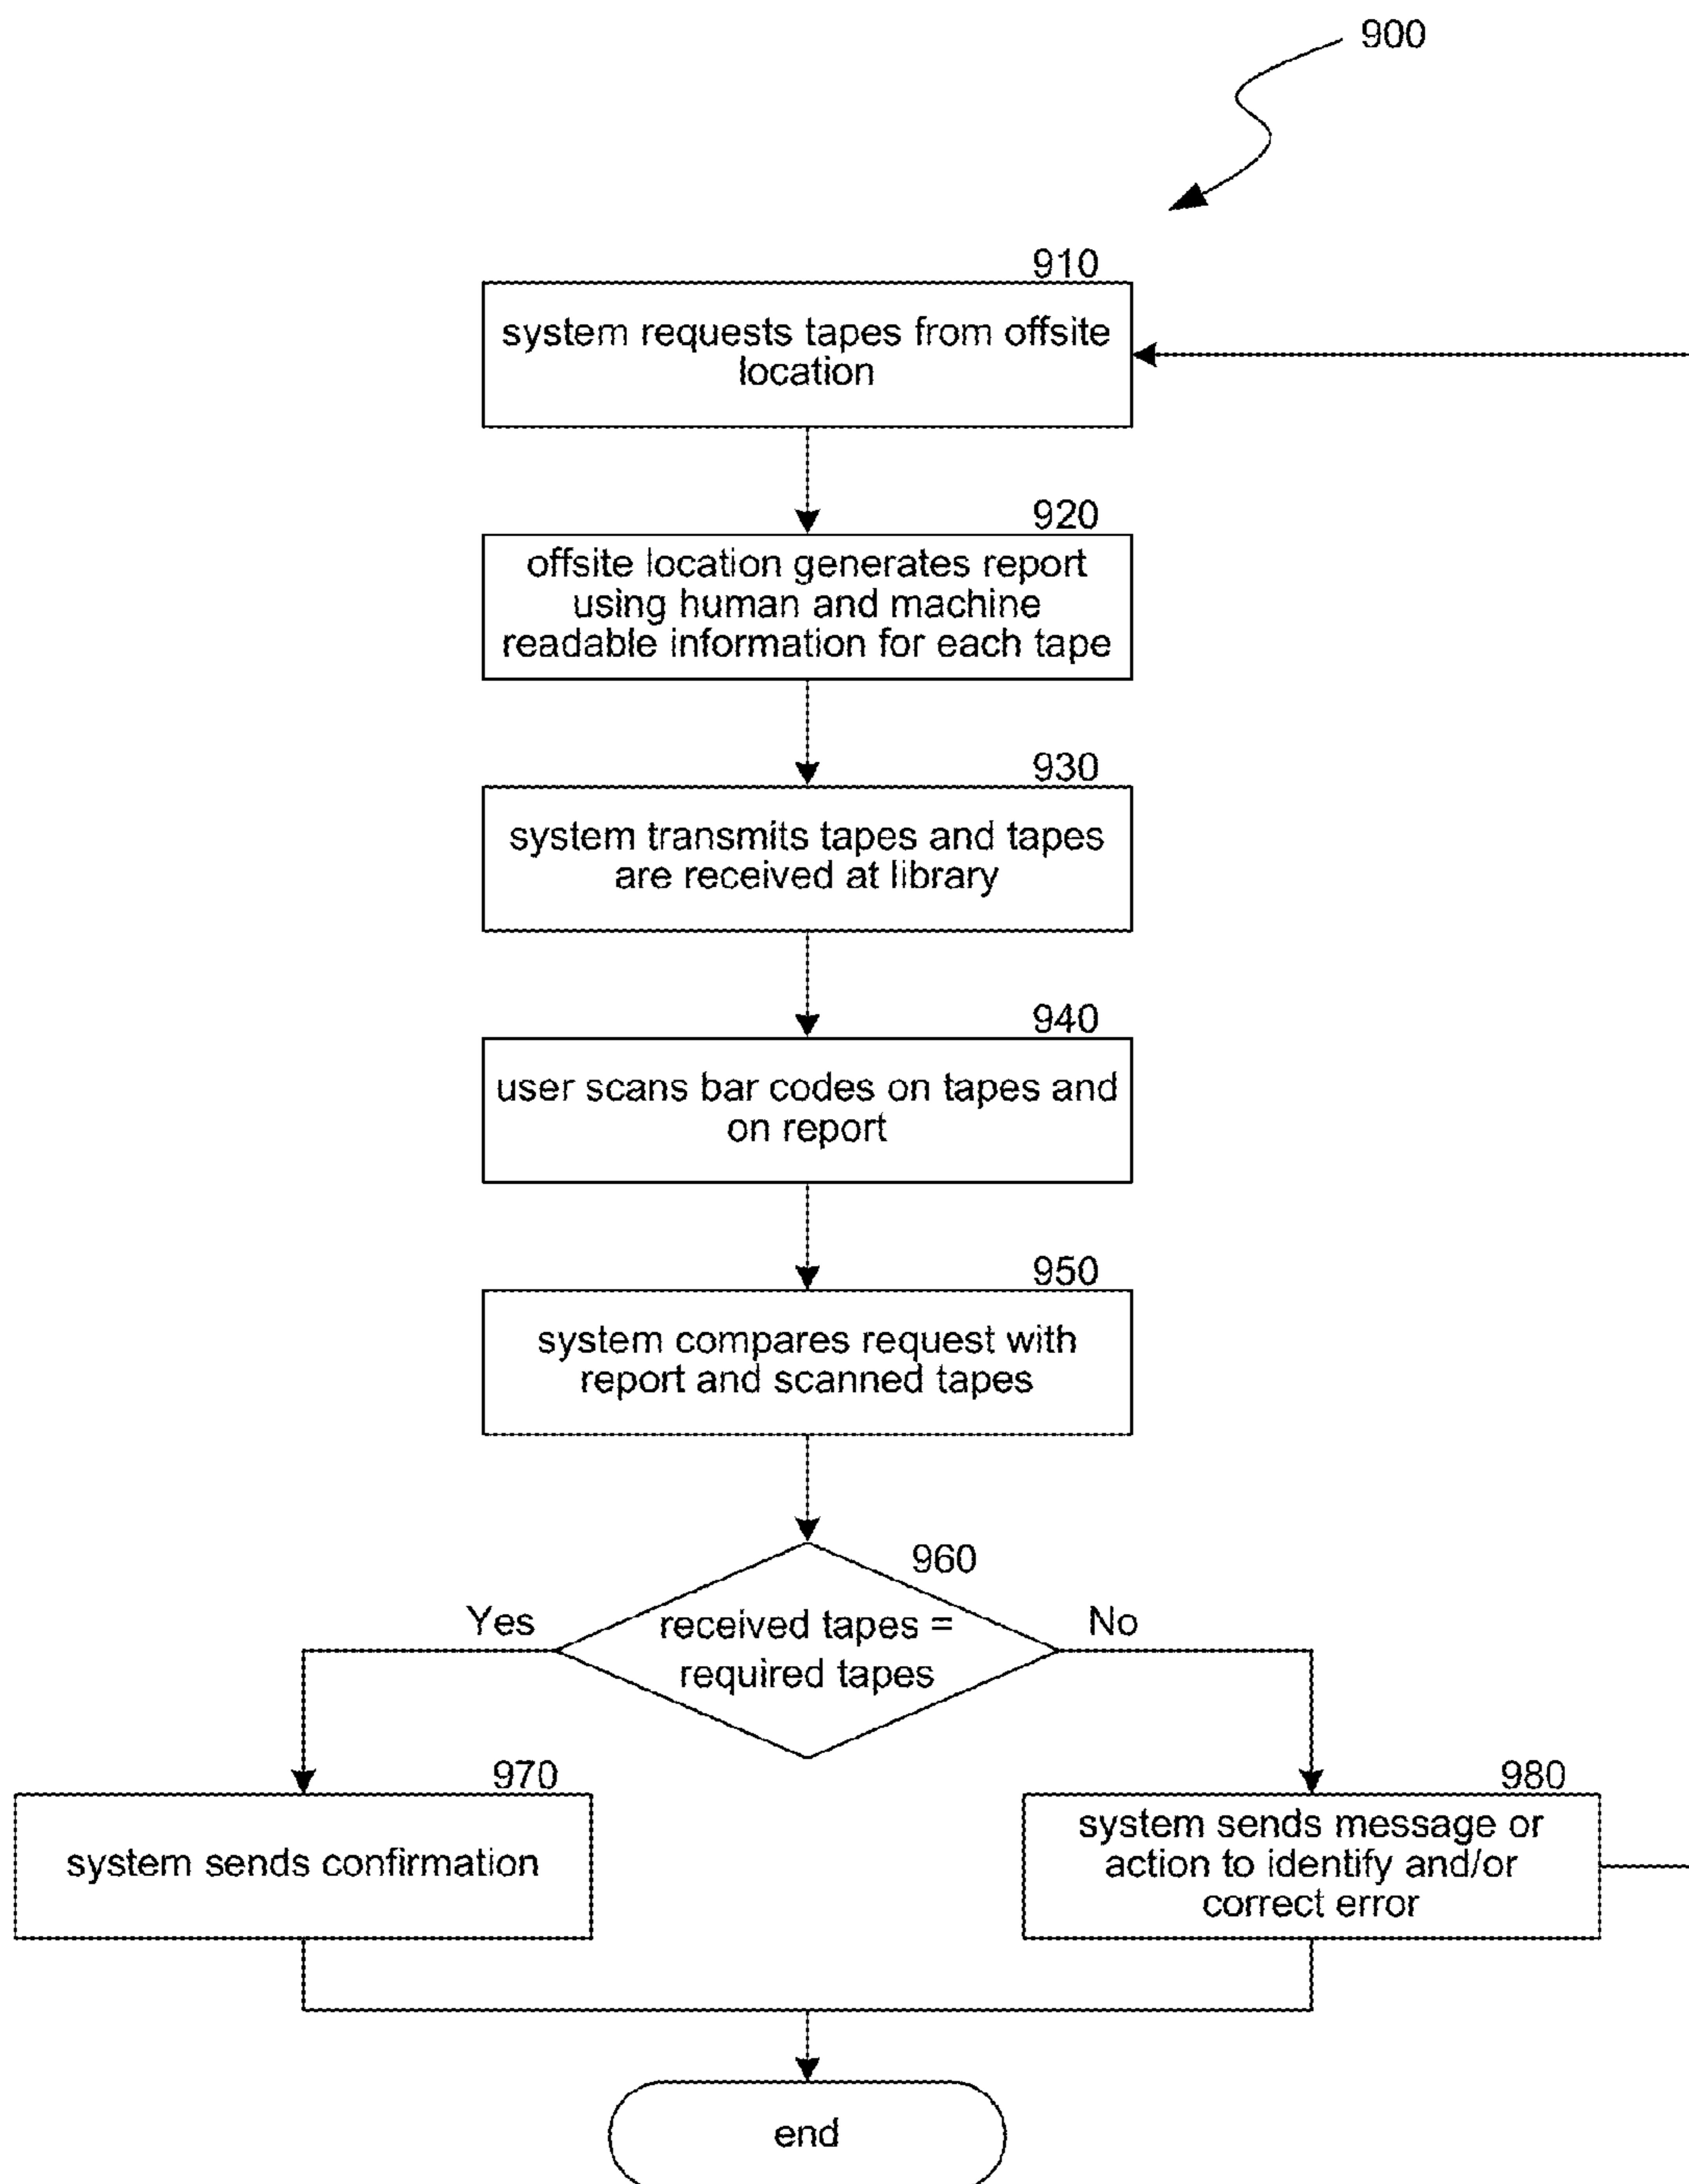 900
910
system requests tapes from offsite
location
920
offsite location generates report
using human and machine
readable information for each tape
930
system transmits tapes and tapes
are received at library
940
user scans bar codes on tapes and
on report
950
system compares request with
report and scanned tapes
960
received tapes =
required tapes
Yes
No
970
system sends confirmation
980
system sends message or
action to identify and/or
correct error
end